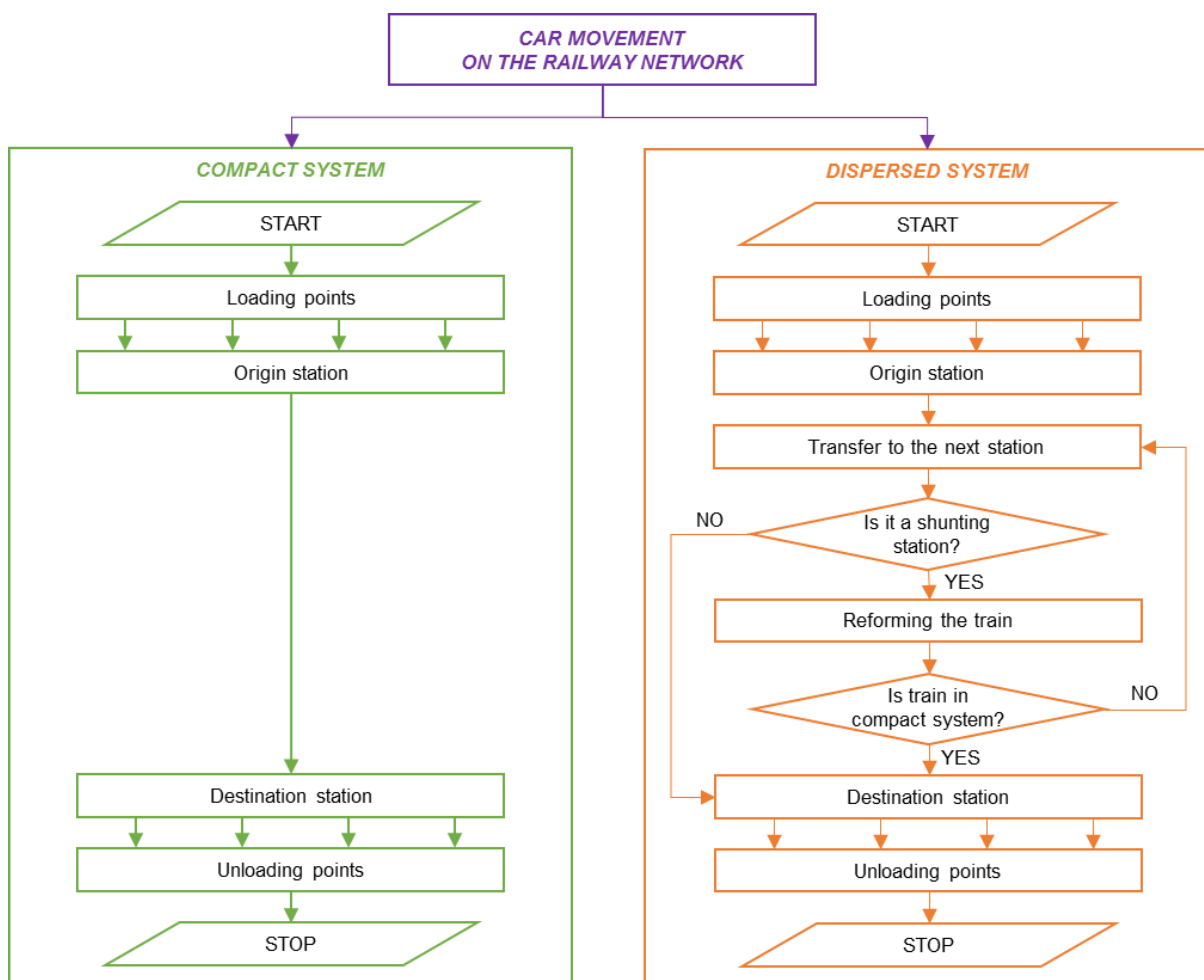 CAR MOVEMENT
ON THE RAILWAY NETWORK
COMPACT SYSTEM
START
Loading points
Origin station
Destination station
Unloading points
STOP
DISPERSED SYSTEM
START
Loading points
Origin station
Transfer to the next station
Is it a shunting
station?
NO
YES
Reforming the train
Is train in
compact system?
NO
YES
Destination station
Unloading points
STOP